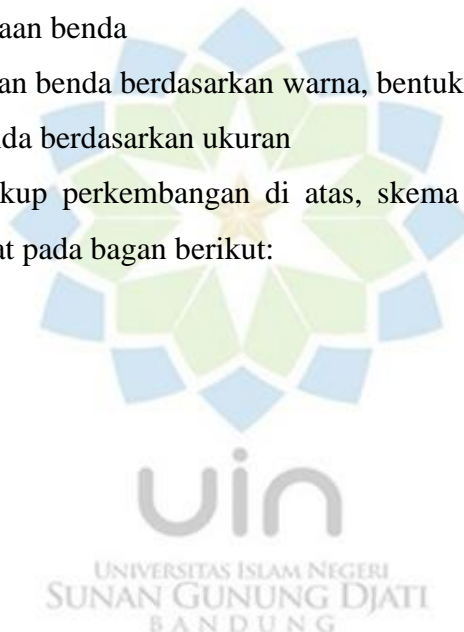 aan benda
an benda berdasarkan warna, bentuk
da berdasarkan ukuran
kup perkembangan di atas, skema
at pada bagan berikut:
uin
UNIVERSITAS ISLAM NEGERI
SUNAN GUNUNG DJATI
BANDUNG